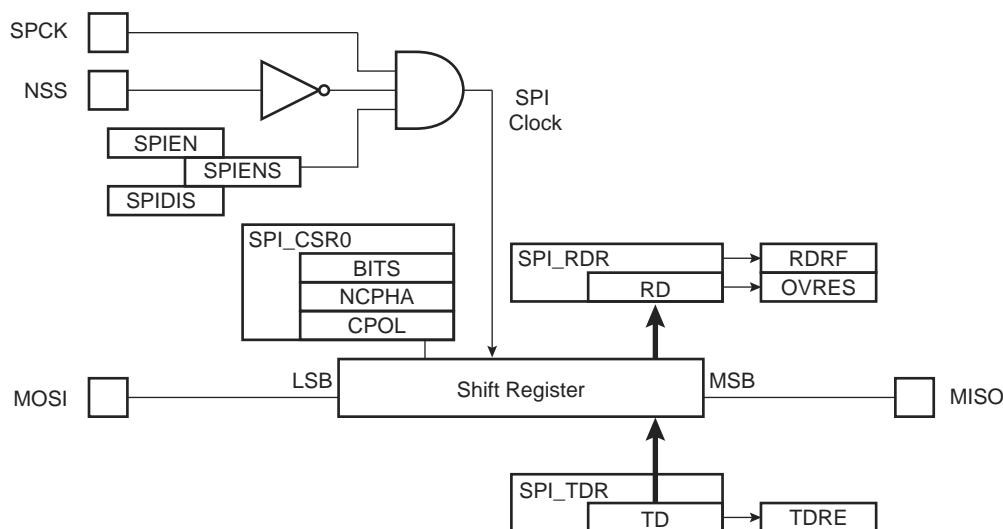 SPCK
NSS
SPI
Clock
SPIEN
SPIENS
SPIDIS
SPI_CSR0
BITS
NCPHA
CPOL
SPI_RDR
RD
RDRF
OVRES
MOSI
LSB
Shift Register
MSB
MISO
SPI_TDR
TD
TDRE